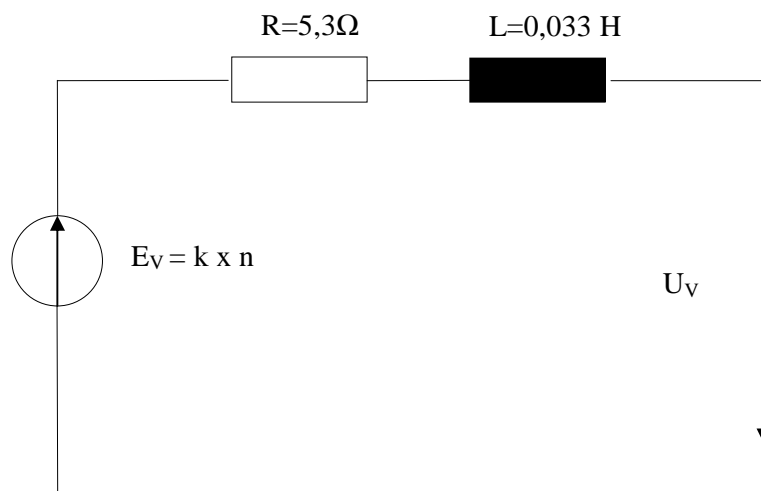 R=5,3Ω L=0,033 H
EV = k x n
UV